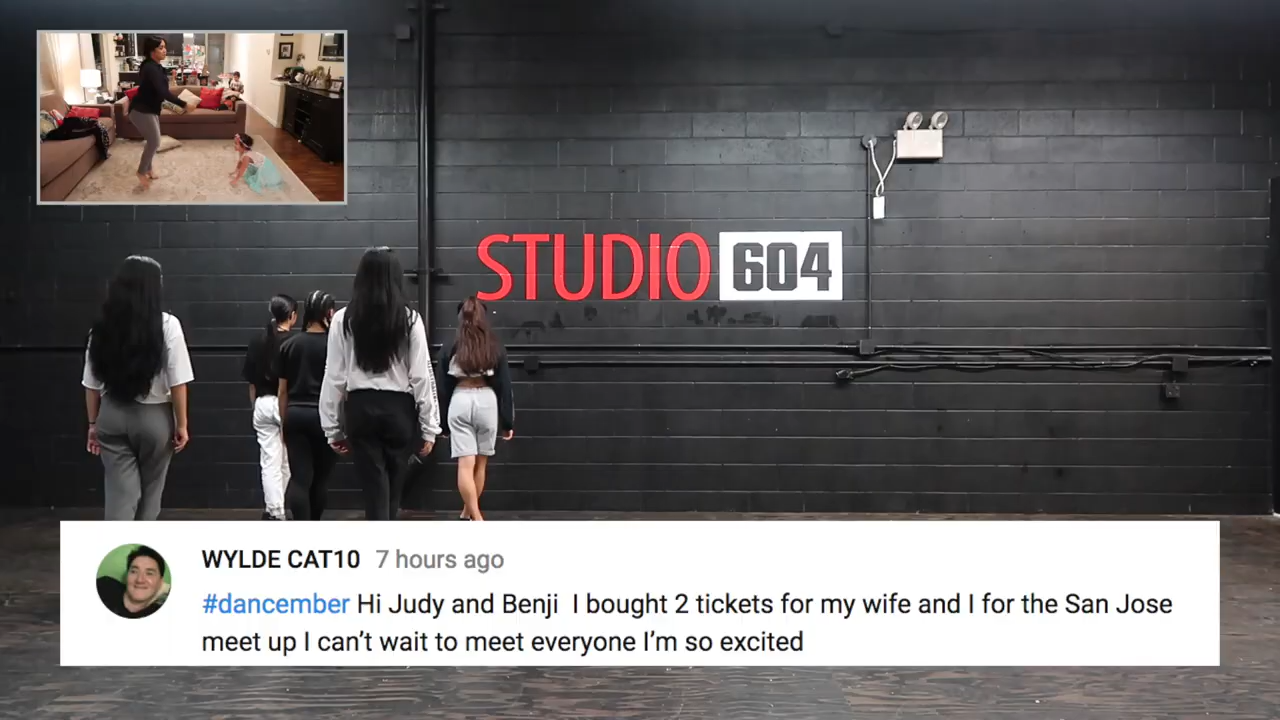 STUDIO 604
WYLDE CAT10 7 hours ago
#dancember Hi Judy and Benji I bought 2 tickets for my wife and I for the San Jose
meet up I can't wait to meet everyone I'm so excited